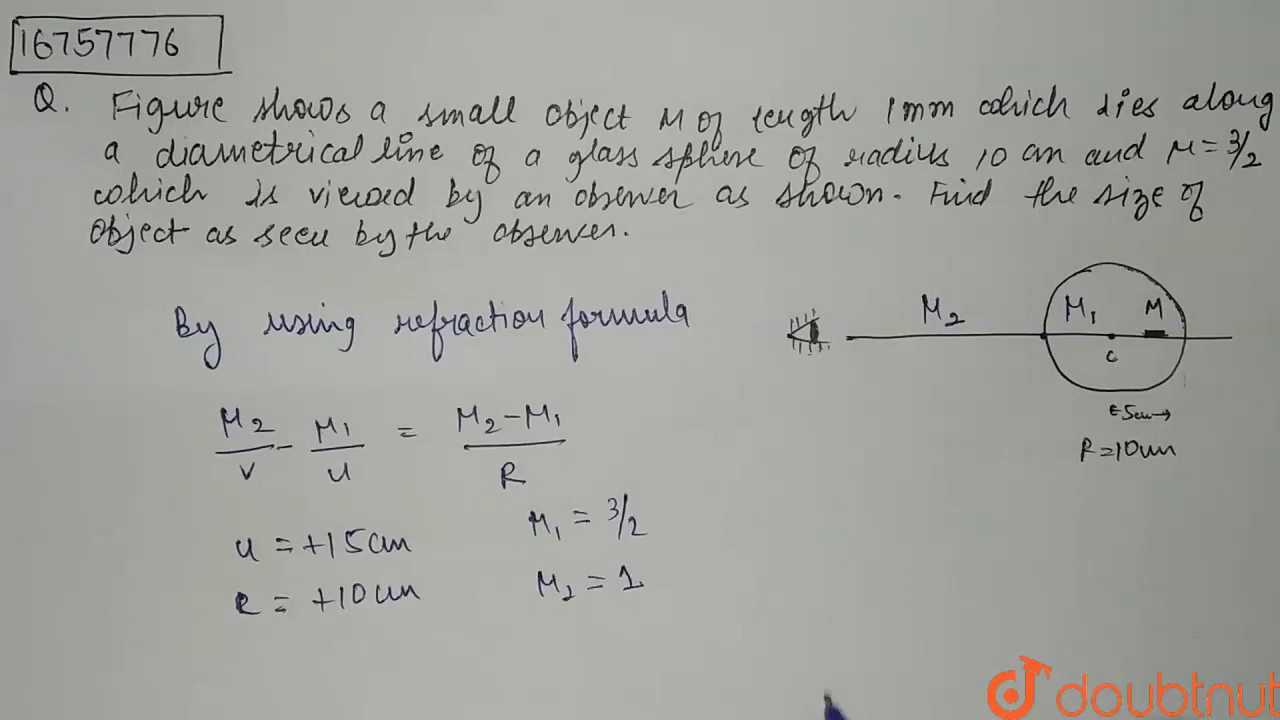 16757776
Q. Figure shows a small object M of length 1mm which lies along
a diametrical line of a glass sphere of radius 10 cm and μ = 3/2
which is viewed by an observer as shown. Find the size of
object as seen by the observer.
By using refraction formula
μ2/v - μ1/u = μ2-μ1/R
u = +15cm μ1 = 3/2
R = +10cm μ2 = 1
μ2 μ1 M
C
←5cm→
R=10cm
doubtnut